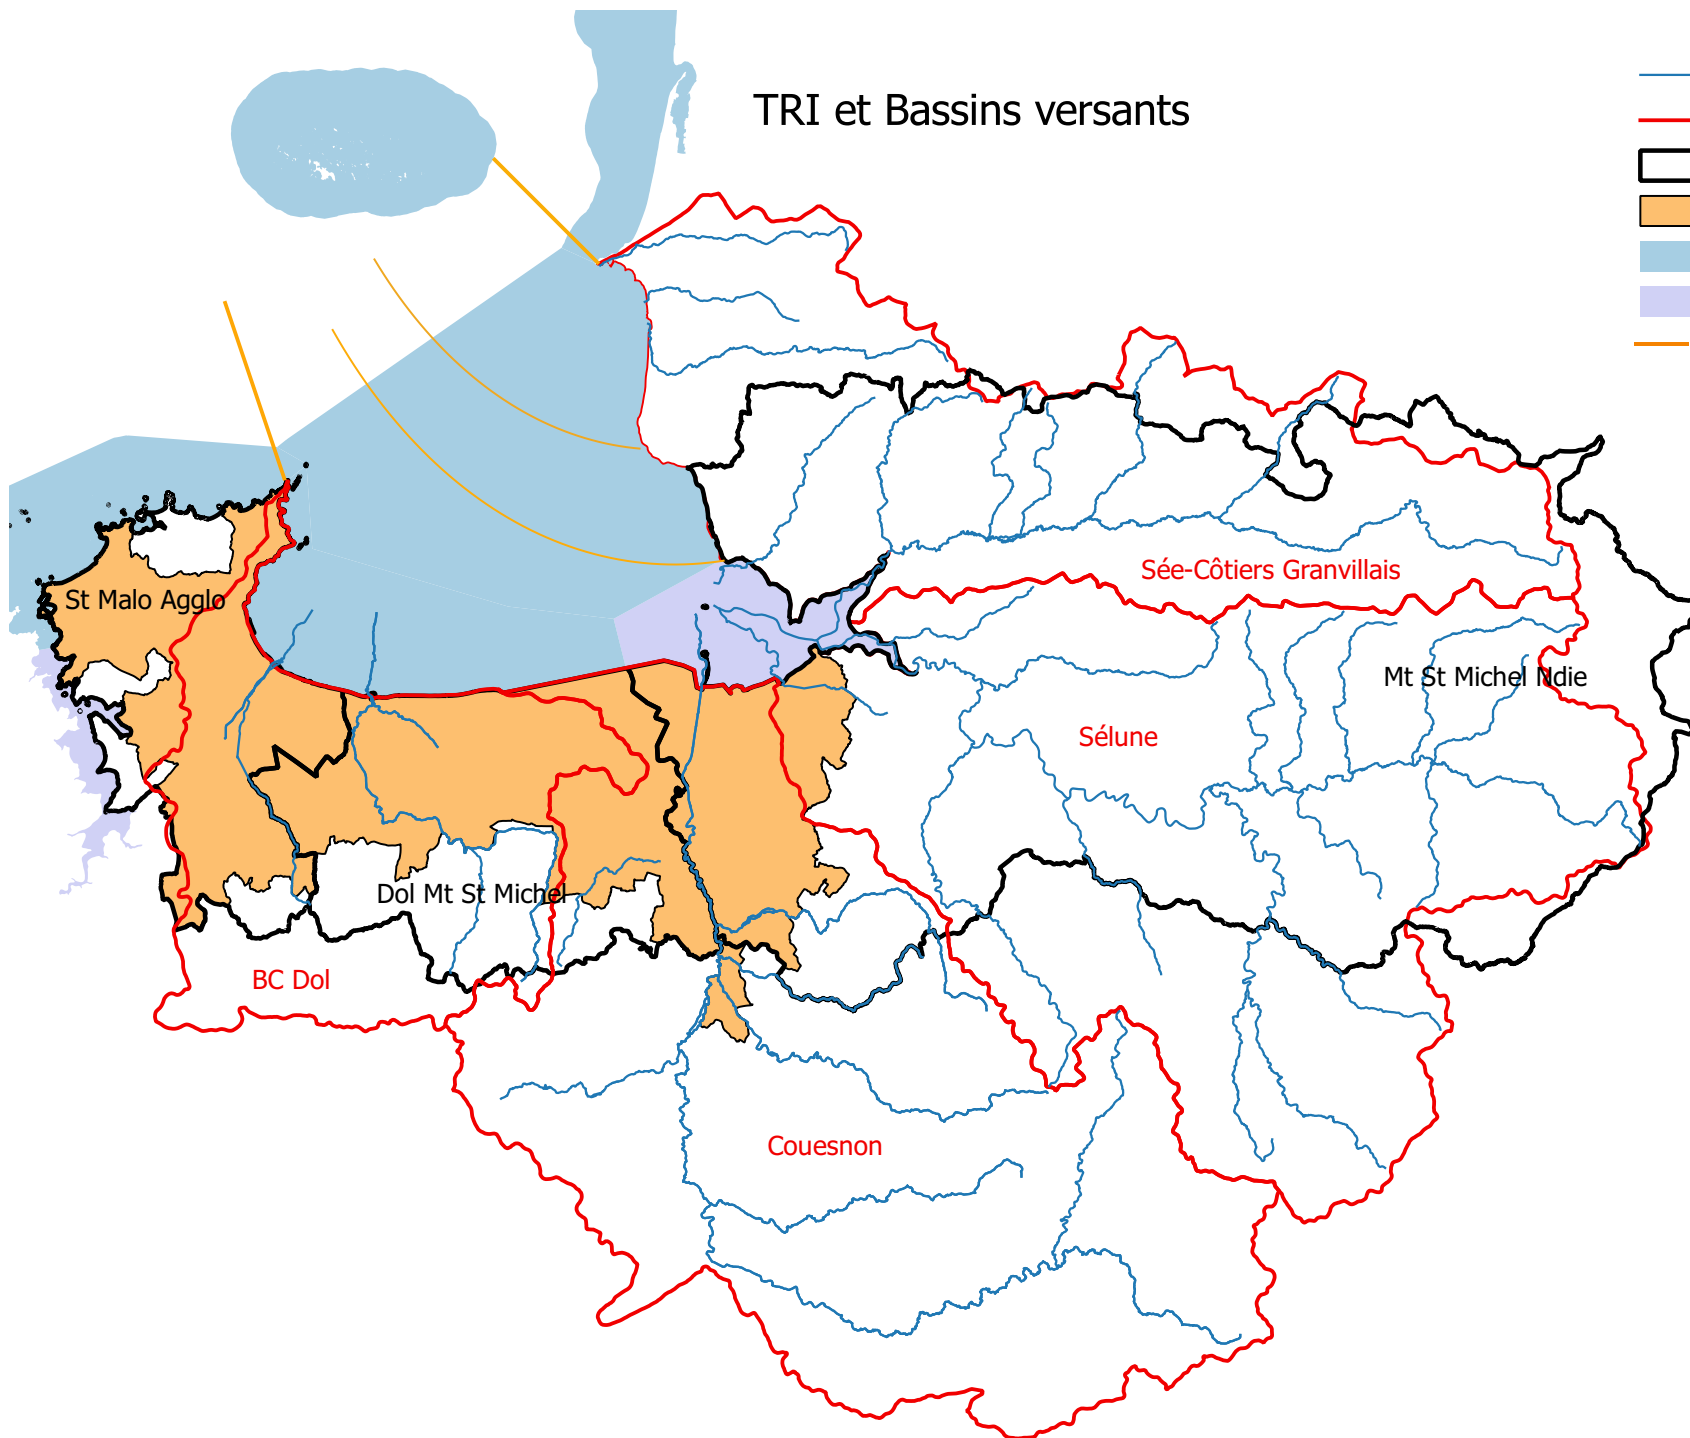 TRI et Bassins versants
Sée-Côtiers Granvillais
St Malo Agglo
Mt St Michel Ndie
Sélune
Dol Mt St Michel
BC Dol
Couesnon